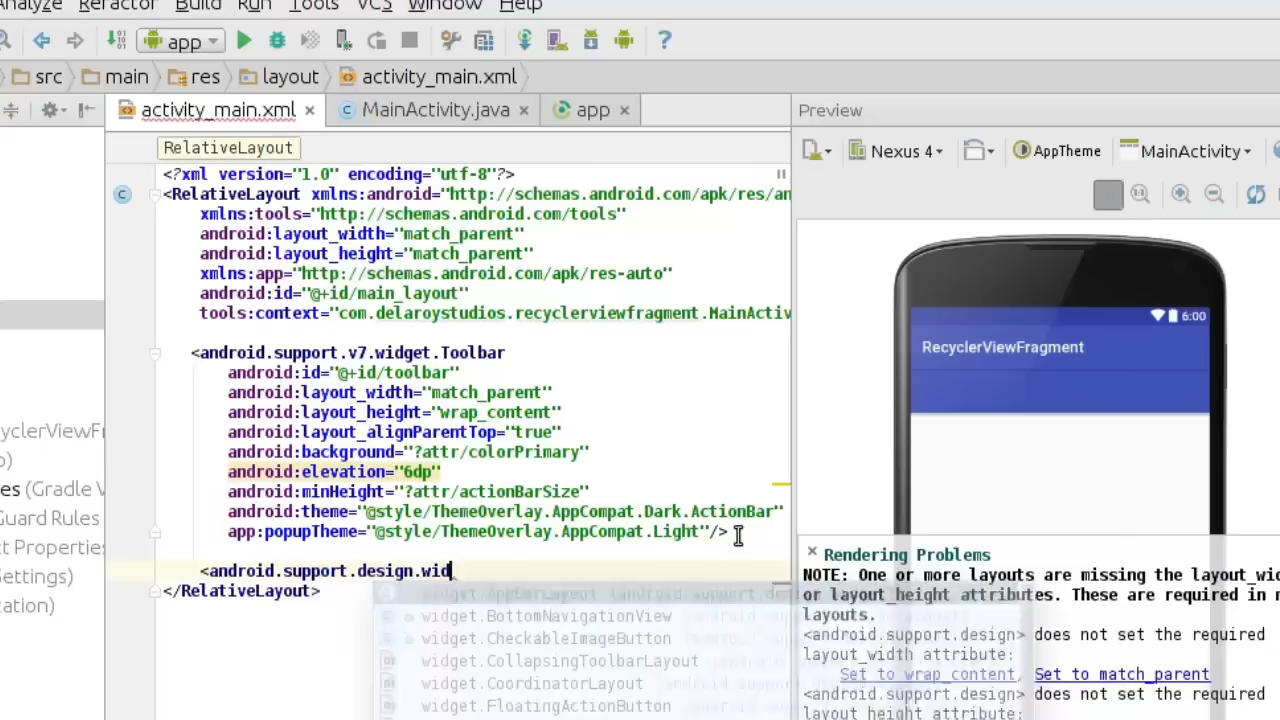 Analyze Refactor Build Run Tools VCS Window Help
app
src main res layout activity_main.xml
activity_main.xml MainActivity.java app
Preview
RelativeLayout
Nexus 4 AppTheme MainActivity
<?xml version="1.0" encoding="utf-8"?>
<RelativeLayout xmlns:android="http://schemas.android.com/apk/res/an
xmlns:tools="http://schemas.android.com/tools"
android:layout_width="match_parent"
android:layout_height="match_parent"
xmlns:app="http://schemas.android.com/apk/res-auto"
android:id="@+id/main_layout"
tools:context="com.delaroystudios.recyclerviewfragment.MainActiv
<android.support.v7.widget.Toolbar
android:id="@+id/toolbar"
android:layout_width="match_parent"
android:layout_height="wrap_content"
android:layout_alignParentTop="true"
android:background="?attr/colorPrimary"
android:elevation="6dp"
android:minHeight="?attr/actionBarSize"
android:theme="@style/ThemeOverlay.AppCompat.Dark.ActionBar"
app:popupTheme="@style/ThemeOverlay.AppCompat.Light"/>
<android.support.design.wid
</RelativeLayout>
widget.AppBarLayout (android.support.des
widget.BottomNavigationView
widget.CheckableImageButton
widget.CollapsingToolbarLayout
widget.CoordinatorLayout
widget.FloatingActionButton
yclerViewFr
o)
es (Gradle V
Guard Rules
t Properties
Settings)
cation)
6:00
RecyclerViewFragment
Rendering Problems
NOTE: One or more layouts are missing the layout_wid
or layout_height attributes. These are required in m
layouts.
<android.support.design> does not set the required
layout_width attribute:
Set to wrap_content, Set to match_parent
<android.support.design> does not set the required
layout_height attribute: